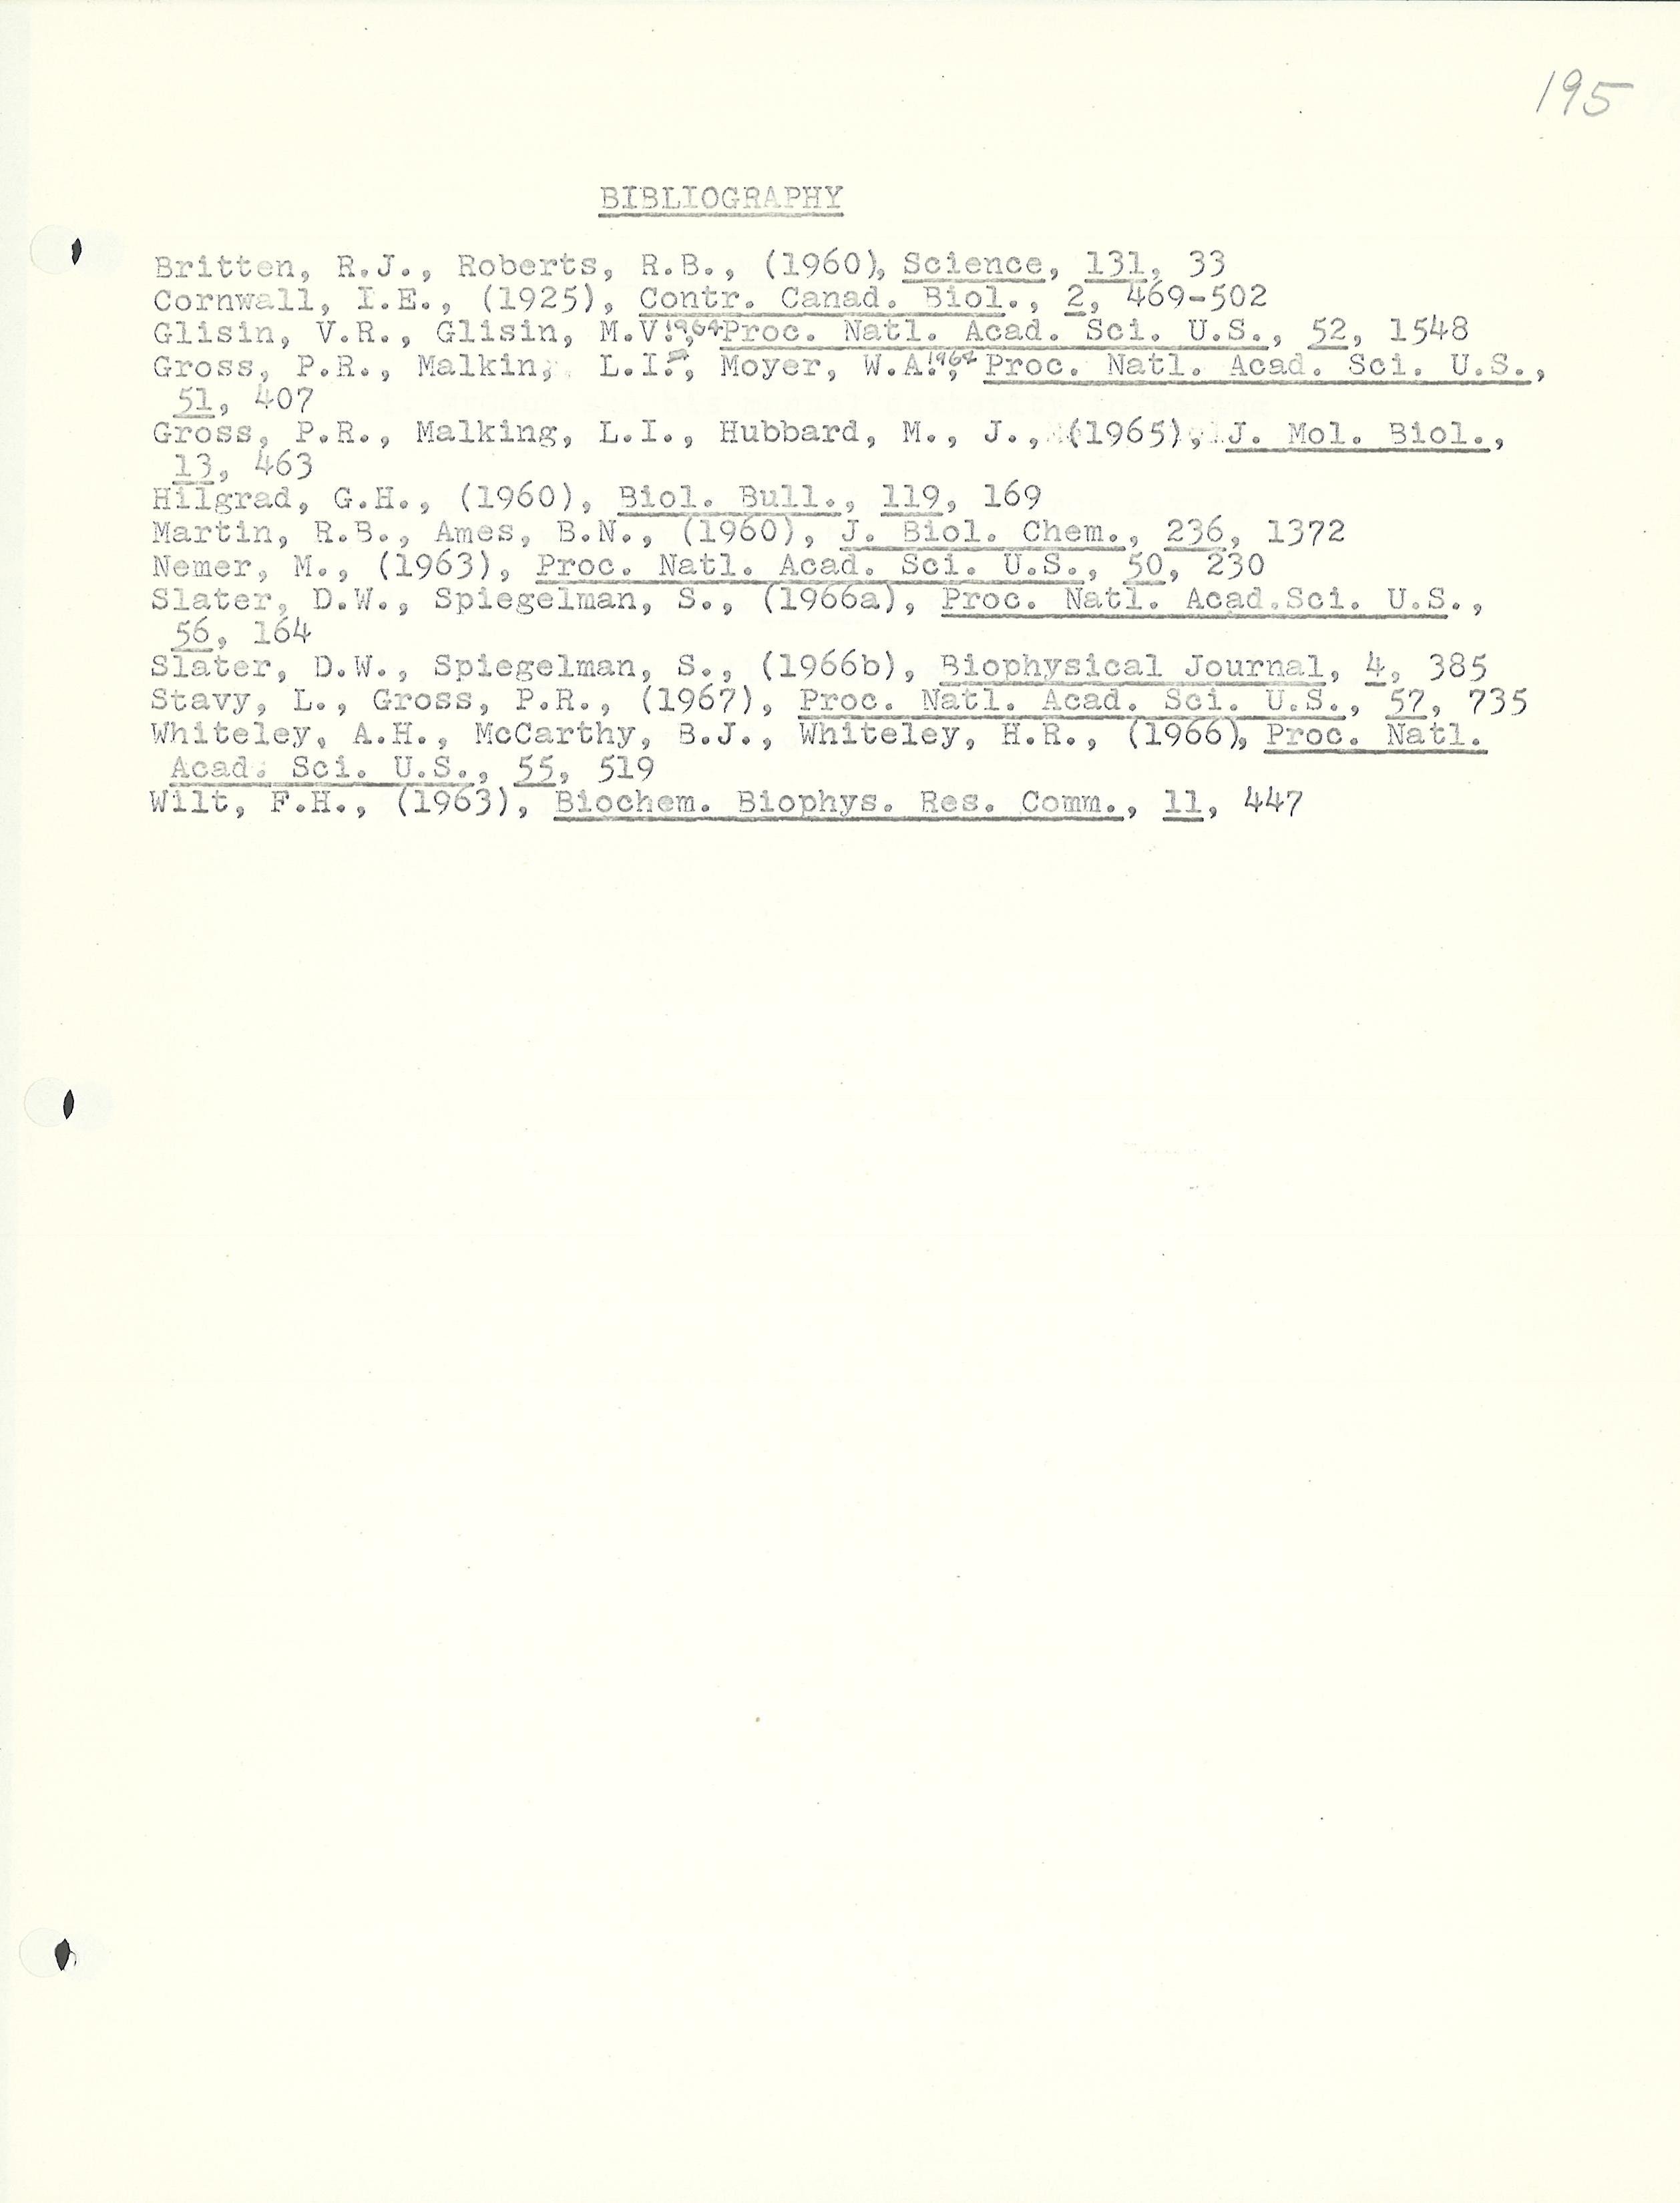 195
BIBLIOGRAPHY
Britten, R.J., Roberts, R.B., (1960), Science, 131, 33
Cornwall, I.E., (1925), Contr. Canad. Biol., 2, 469-502
Glisin, V.R., Glisin, M.V., 1964 Proc. Natl. Acad. Sci. U.S., 52, 1548
Gross, P.R., Malkin, L.I., Moyer, W.A., 1964 Proc. Natl. Acad. Sci. U.S.,
51, 407
Gross, P.R., Malking, L.I., Hubbard, M., J., (1965), J. Mol. Biol.,
13, 463
Hilgrad, G.H., (1960), Biol. Bull., 119, 169
Martin, R.B., Ames, B.N., (1960), J. Biol. Chem., 236, 1372
Nemer, M., (1963), Proc. Natl. Acad. Sci. U.S., 50, 230
Slater, D.W., Spiegelman, S., (1966a), Proc. Natl. Acad.Sci. U.S.,
56, 164
Slater, D.W., Spiegelman, S., (1966b), Biophysical Journal, 4, 385
Stavy, L., Gross, P.R., (1967), Proc. Natl. Acad. Sci. U.S., 57, 735
Whiteley, A.H., McCarthy, B.J., Whiteley, H.R., (1966), Proc. Natl.
Acad. Sci. U.S., 55, 519
Wilt, F.H., (1963), Biochem. Biophys. Res. Comm., 11, 447